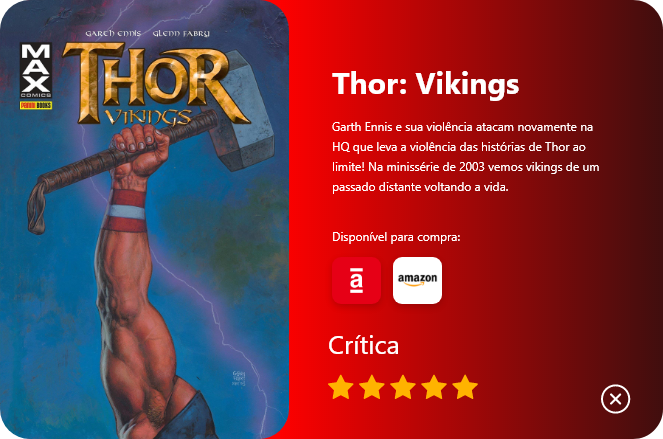 GARTH ENNIS GLENN FABRY
MAX
COMICS
PANINI BOOKS
THOR
VIKINGS
Thor: Vikings
Garth Ennis e sua violência atacam novamente na
HQ que leva a violência das histórias de Thor ao
limite! Na minissérie de 2003 vemos vikings de um
passado distante voltando a vida.
Disponível para compra:
a
amazon
Crítica